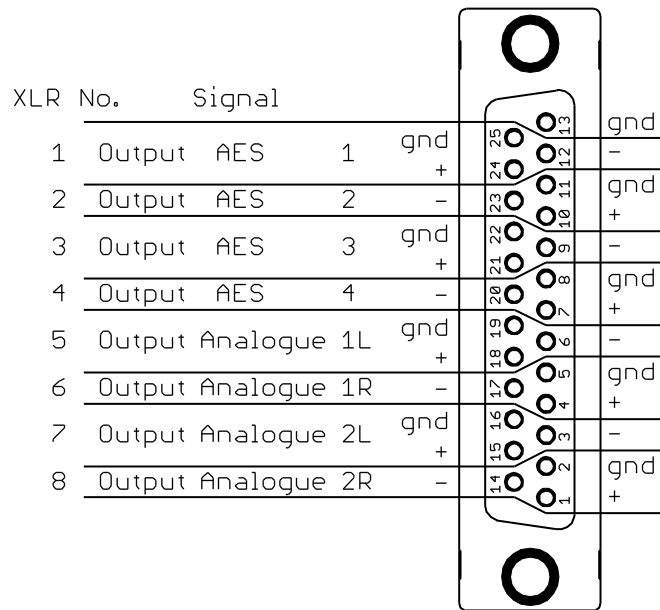 XLR No. Signal
13 gnd
25 gnd
1 Output AES 1
12 -
24 +
11 gnd
2 Output AES 2 - 23
10 +
22 gnd
3 Output AES 3
9 -
21 +
8 gnd
4 Output AES 4 - 20
7 +
19 gnd
5 Output Analogue 1L
6 -
18 +
5 gnd
6 Output Analogue 1R - 17
4 +
16 gnd
7 Output Analogue 2L
3 -
15 +
2 gnd
8 Output Analogue 2R - 14
1 +